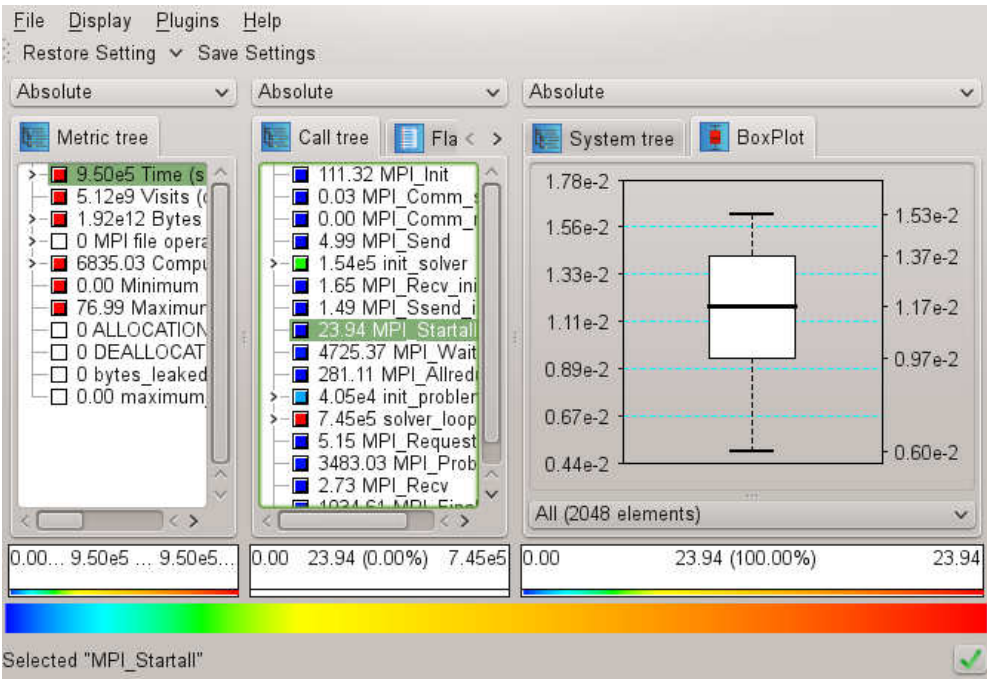 File Display Plugins Help
Restore Setting Save Settings
Absolute
Absolute
Absolute
Metric tree
Call tree
Fla
System tree
BoxPlot
9.50e5 Time (s
5.12e9 Visits (
1.92e12 Bytes
0 MPI file opera
6835.03 Compu
0.00 Minimum
76.99 Maximum
0 ALLOCATION
0 DEALLOCAT
0 bytes_leaked
0.00 maximum_
111.32 MPI_Init
0.03 MPI_Comm_s
0.00 MPI_Comm_r
4.99 MPI_Send
1.54e5 init_solver
1.65 MPI_Recv_ini
1.49 MPI_Ssend_i
23.94 MPI_Startall
4725.37 MPI_Wait
281.11 MPI_Allred
4.05e4 init_probler
7.45e5 solver_loop
5.15 MPI_Request
3483.03 MPI_Prob
2.73 MPI_Recv
1034.61 MPI_Final
1.78e-2
1.56e-2
1.33e-2
1.11e-2
0.89e-2
0.67e-2
0.44e-2
1.53e-2
1.37e-2
1.17e-2
0.97e-2
0.60e-2
All (2048 elements)
0.00... 9.50e5 ... 9.50e5...
0.00 23.94 (0.00%) 7.45e5
0.00 23.94 (100.00%) 23.94
Selected "MPI_Startall"